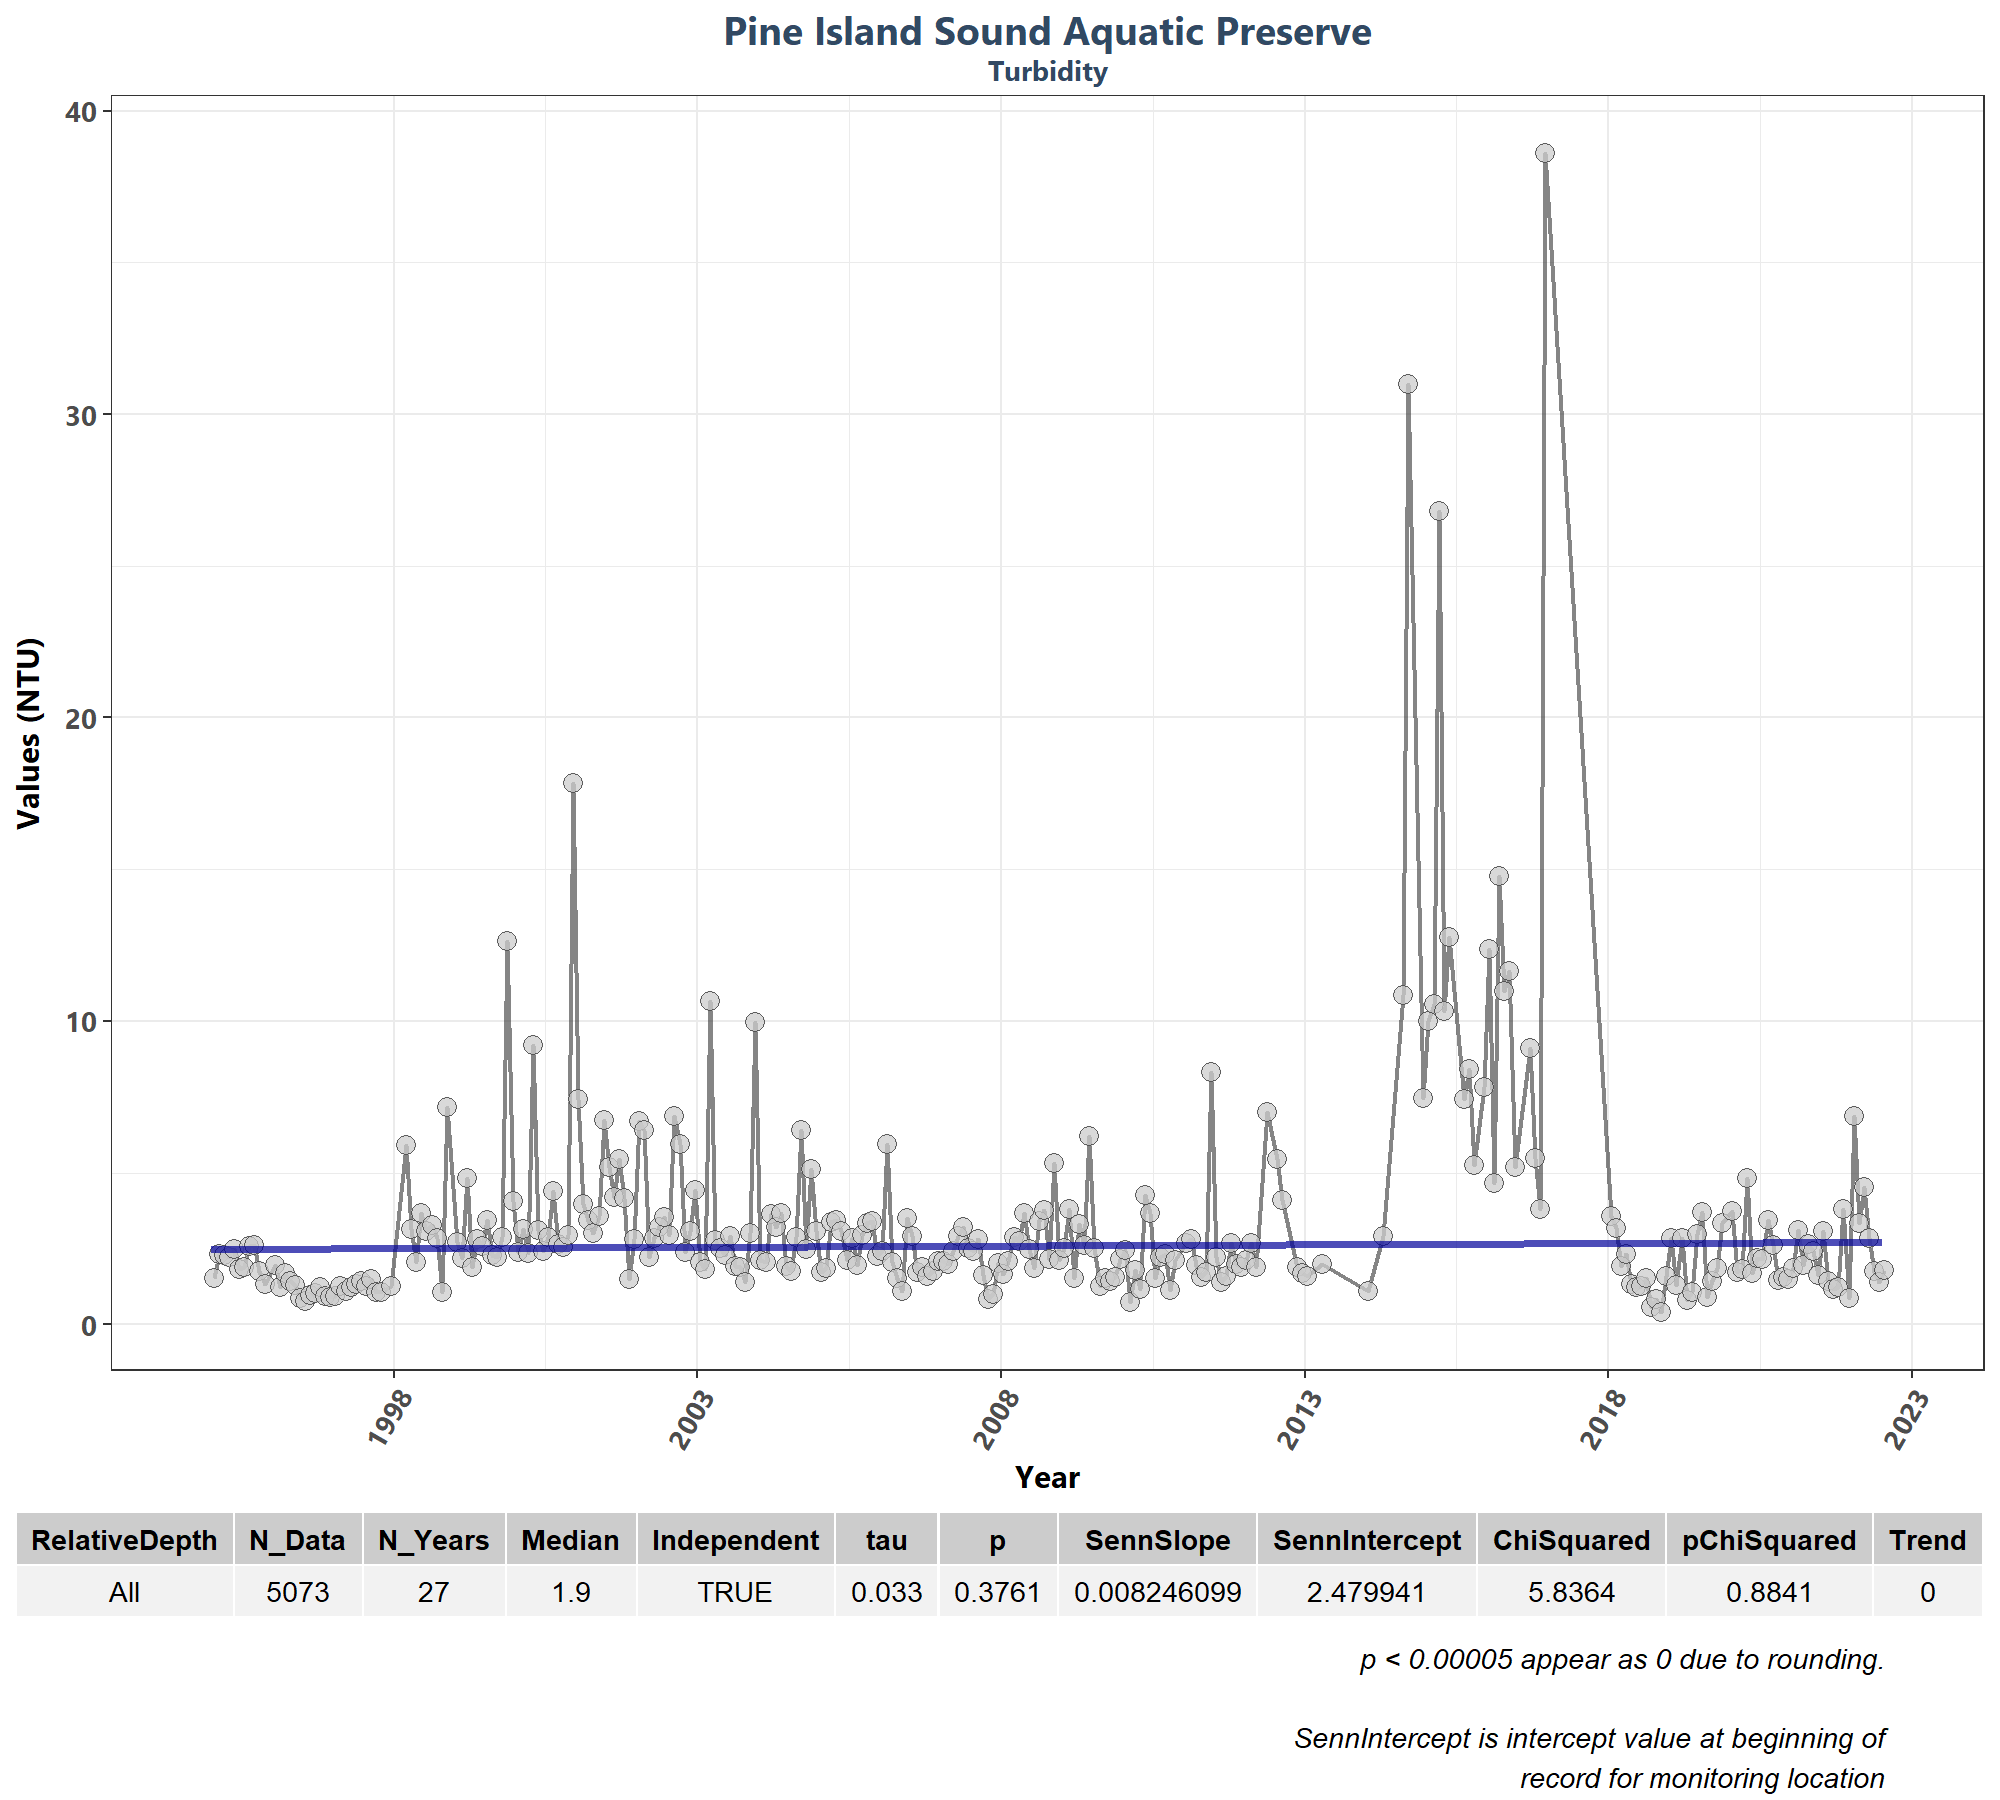 Pine Island Sound Aquatic Preserve
Turbidity
Values (NTU)
40
30
20
10
0
1998
2003
2008
2013
2018
2023
Year
RelativeDepth N_Data N_Years Median Independent tau p SennSlope SennIntercept ChiSquared pChiSquared Trend
All 5073 27 1.9 TRUE 0.033 0.3761 0.008246099 2.479941 5.8364 0.8841 0
p < 0.00005 appear as 0 due to rounding.
SennIntercept is intercept value at beginning of
record for monitoring location